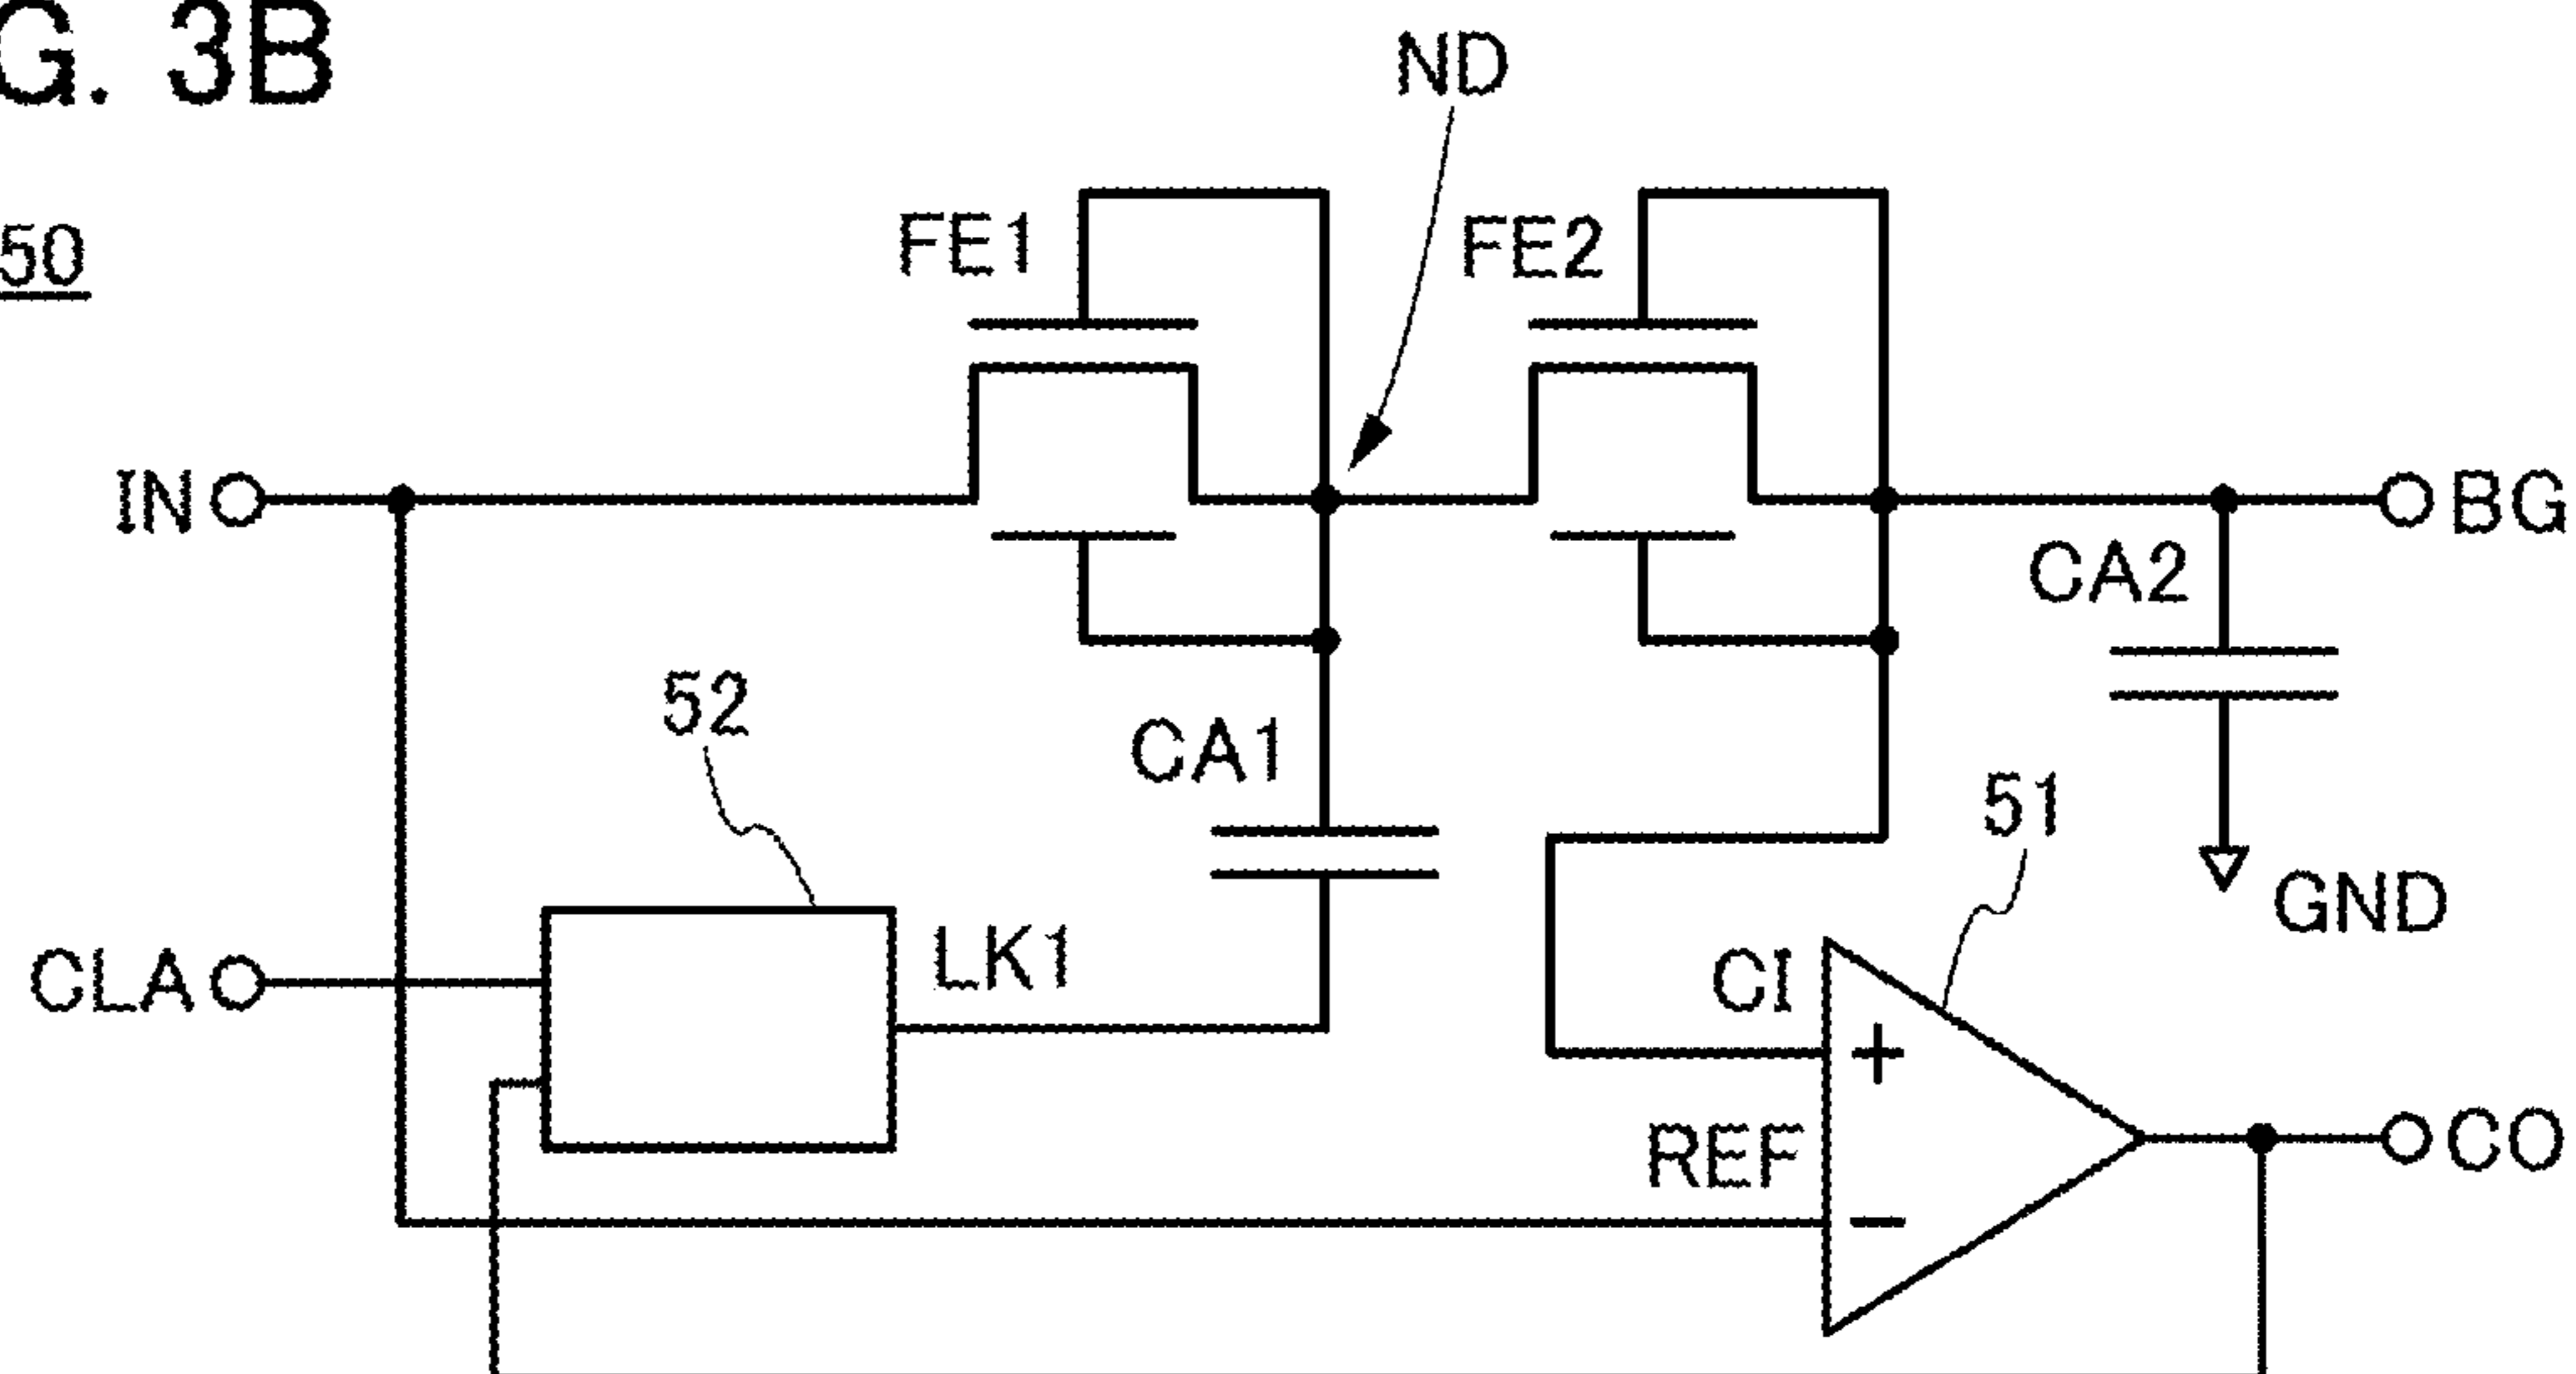 G. 3B
ND
50
FE1
FE2
IN
BG
CA2
52
CA1
51
GND
CLA
LK1
CI
+
REF
CO
−